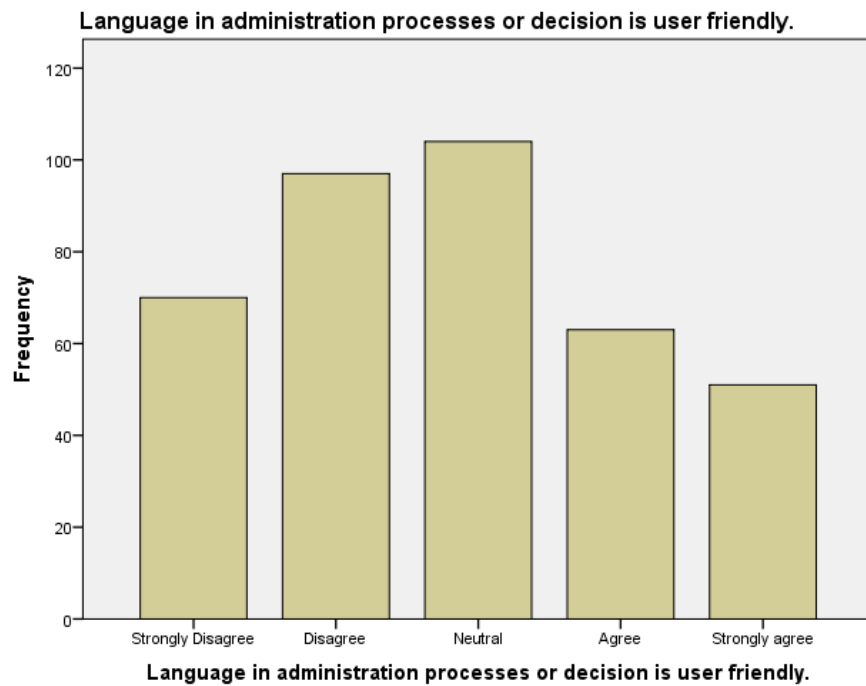 Language in administration processes or decision is user friendly.
120
100
80
60
40
20
0
Frequency
Strongly Disagree
Disagree
Neutral
Agree
Strongly agree
Language in administration processes or decision is user friendly.